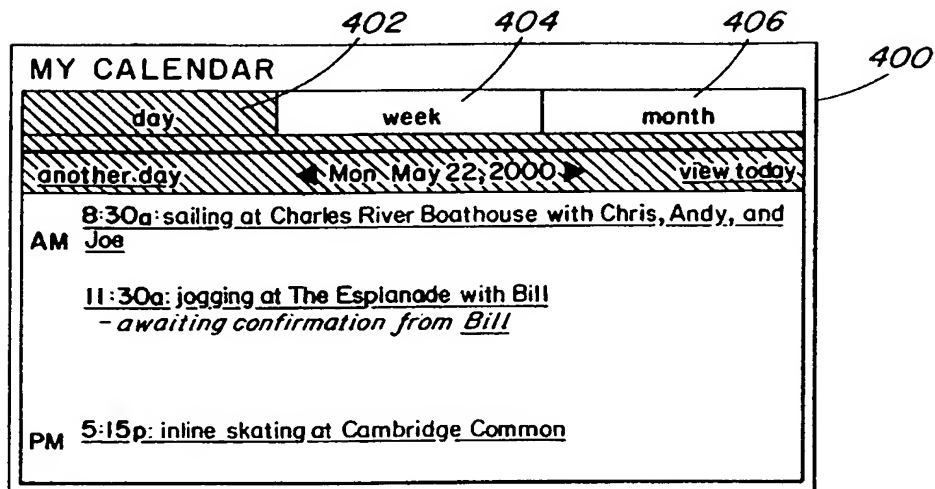 402 404 406
400
MY CALENDAR
day week month
another day ◄ Mon May 22, 2000 ► view today
8:30a: sailing at Charles River Boathouse with Chris, Andy, and
AM Joe
11:30a: jogging at The Esplanade with Bill
- awaiting confirmation from Bill
PM 5:15p: inline skating at Cambridge Common